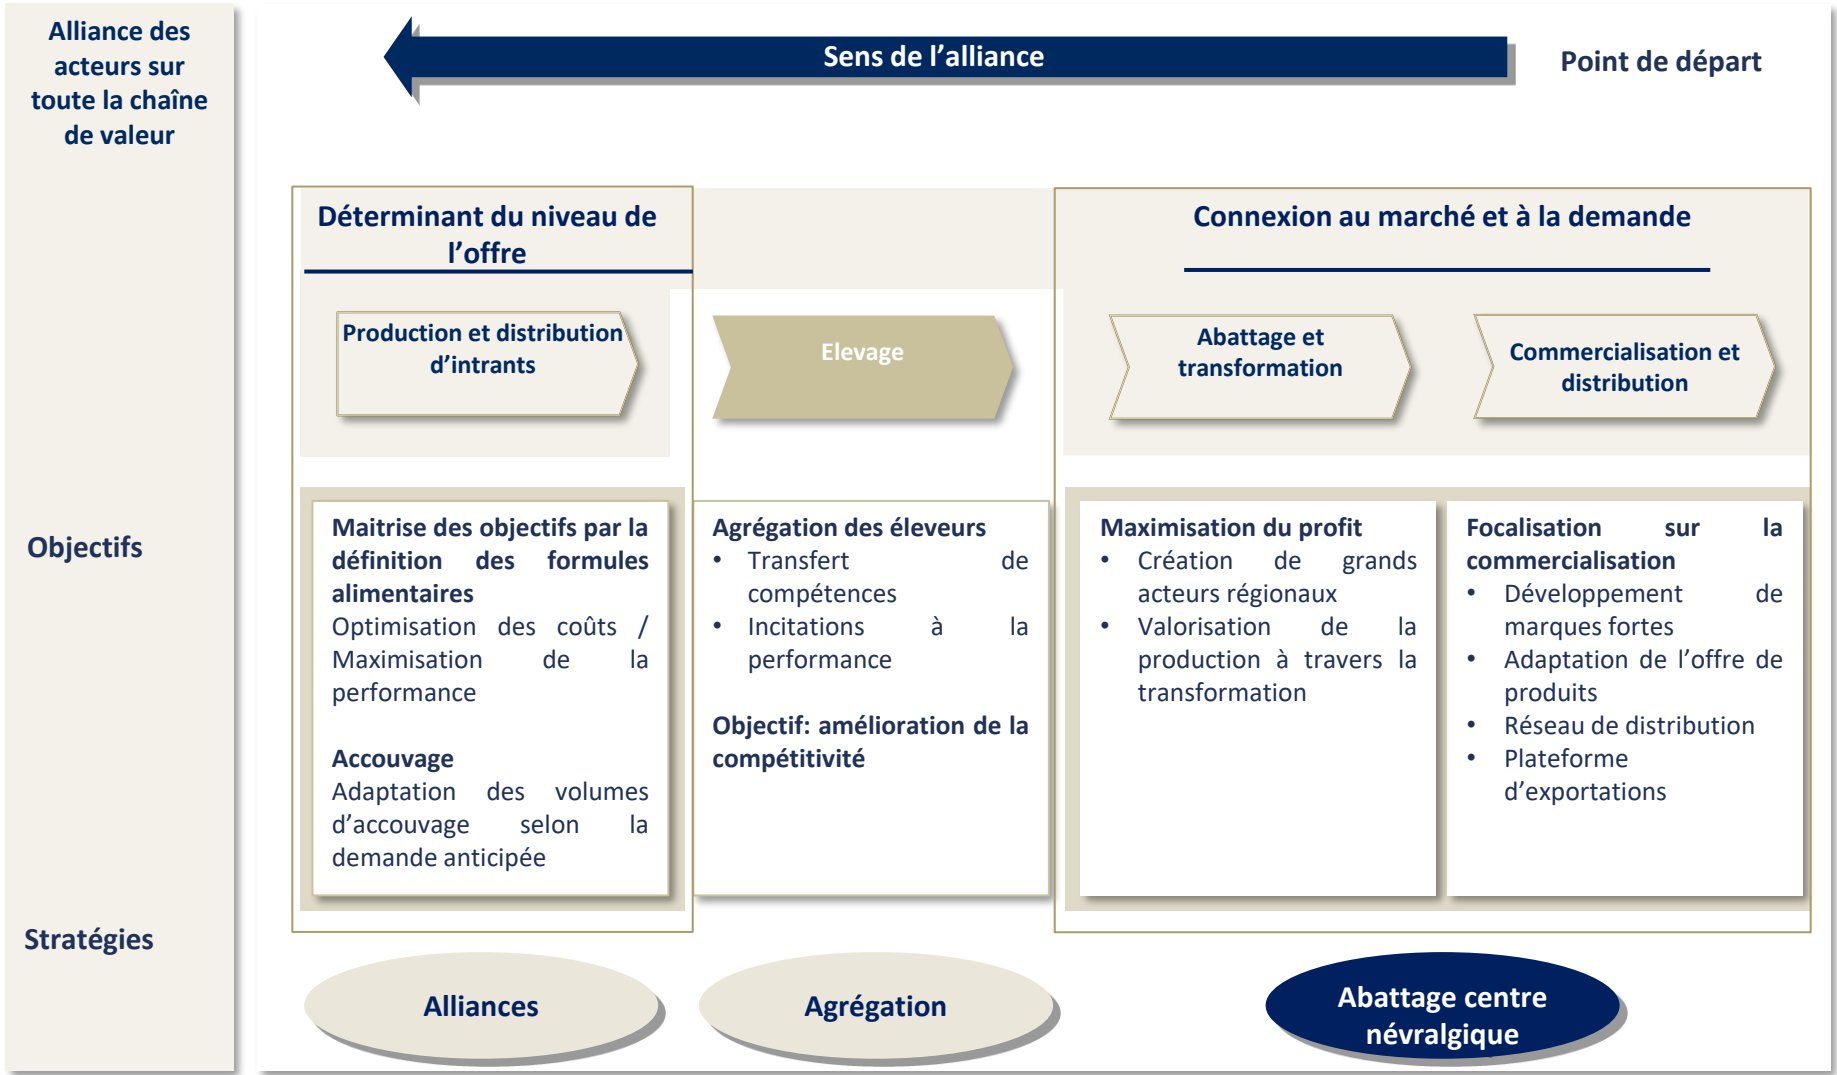 Alliance des
acteurs sur
toute la chaîne
de valeur
Sens de l’alliance
Point de départ
Déterminant du niveau de
l’offre
Connexion au marché et à la demande
Production et distribution
d’intrants
Elevage
Abattage et
transformation
Commercialisation et
distribution
Objectifs
Maitrise des objectifs par la
définition des formules
alimentaires
Optimisation des coûts /
Maximisation de la
performance
Accouvage
Adaptation des volumes
d’accouvage selon la
demande anticipée
Agrégation des éleveurs
• Transfert de
compétences
• Incitations à la
performance
Objectif: amélioration de la
compétitivité
Maximisation du profit
• Création de grands
acteurs régionaux
• Valorisation de la
production à travers la
transformation
Focalisation sur la
commercialisation
• Développement de
marques fortes
• Adaptation de l’offre de
produits
• Réseau de distribution
• Plateforme
d’exportations
Stratégies
Alliances
Agrégation
Abattage centre
névralgique